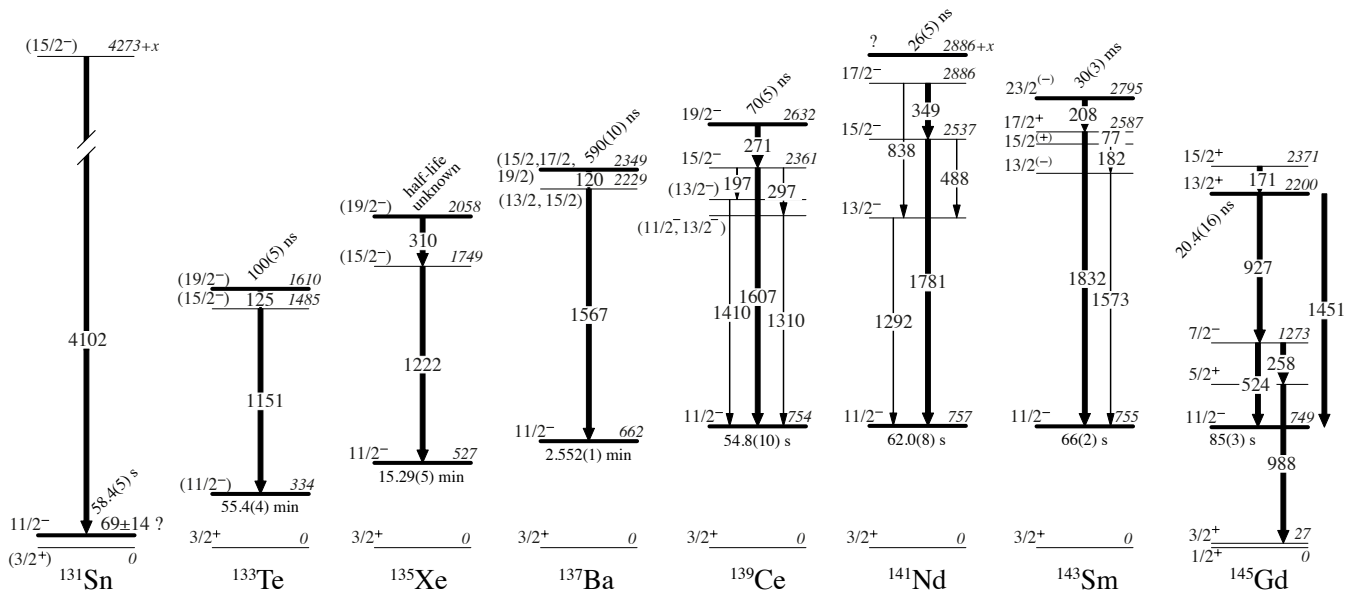 (15/2⁻) 4273+x
4102
58.4(5) s
11/2⁻ 69±14 ?
(3/2⁺) 0
¹³¹Sn
100(5) ns
(19/2⁻) 1610
(15/2⁻) 125 1485
1151
(11/2⁻) 334
55.4(4) min
3/2⁺ 0
¹³³Te
half-life
unknown
(19/2⁻) 2058
310
(15/2⁻) 1749
1222
11/2⁻ 527
15.29(5) min
3/2⁺ 0
¹³⁵Xe
590(10) ns
(15/2,17/2, 2349
19/2) 120 2229
(13/2, 15/2)
1567
11/2⁻ 662
2.552(1) min
3/2⁺ 0
¹³⁷Ba
70(5) ns
19/2⁻ 2632
271
15/2⁻ 2361
197 297
(13/2⁻)
(11/2⁻, 13/2⁻)
1607
1410 1310
11/2⁻ 754
54.8(10) s
3/2⁺ 0
¹³⁹Ce
26(5) ns
? 2886+x
17/2⁻ 2886
349
15/2⁻ 2537
838 488
13/2⁻
1781
1292
11/2⁻ 757
62.0(8) s
3/2⁺ 0
¹⁴¹Nd
30(3) ms
23/2⁽⁻⁾ 2795
208
17/2⁺ 2587
15/2⁽⁺⁾ 77
182
13/2⁽⁻⁾
1832
1573
11/2⁻ 755
66(2) s
3/2⁺ 0
¹⁴³Sm
15/2⁺ 2371
171
13/2⁺ 2200
20.4(16) ns
927
1451
7/2⁻ 1273
258
5/2⁺ 524
11/2⁻ 749
85(3) s
988
3/2⁺ 27
1/2⁺ 0
¹⁴⁵Gd